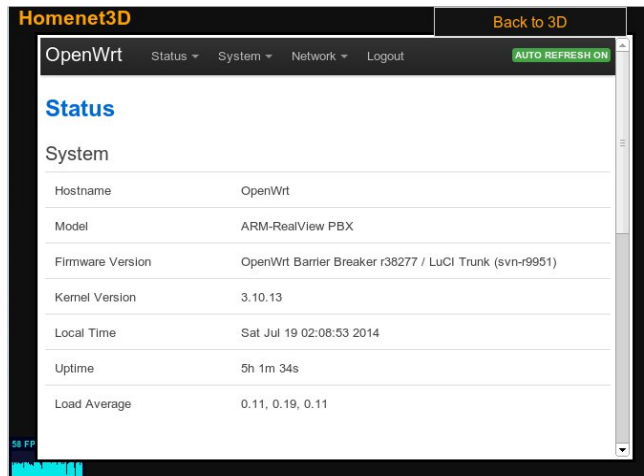 Homenet3D
Back to 3D
OpenWrt Status System Network Logout AUTO REFRESH ON
Status
System
Hostname OpenWrt
Model ARM-RealView PBX
Firmware Version OpenWrt Barrier Breaker r38277 / LuCI Trunk (svn-r9951)
Kernel Version 3.10.13
Local Time Sat Jul 19 02:08:53 2014
Uptime 5h 1m 34s
Load Average 0.11, 0.19, 0.11
58 FP